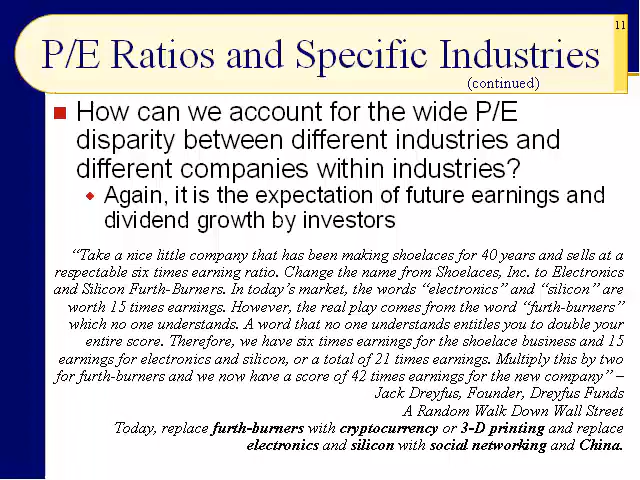 11
P/E Ratios and Specific Industries
(continued)
How can we account for the wide P/E
disparity between different industries and
different companies within industries?
Again, it is the expectation of future earnings and
dividend growth by investors
“Take a nice little company that has been making shoelaces for 40 years and sells at a
respectable six times earning ratio. Change the name from Shoelaces, Inc. to Electronics
and Silicon Furth-Burners. In today’s market, the words “electronics” and “silicon” are
worth 15 times earnings. However, the real play comes from the word “furth-burners”
which no one understands. A word that no one understands entitles you to double your
entire score. Therefore, we have six times earnings for the shoelace business and 15
earnings for electronics and silicon, or a total of 21 times earnings. Multiply this by two
for furth-burners and we now have a score of 42 times earnings for the new company” –
Jack Dreyfus, Founder, Dreyfus Funds
A Random Walk Down Wall Street
Today, replace furth-burners with cryptocurrency or 3-D printing and replace
electronics and silicon with social networking and China.